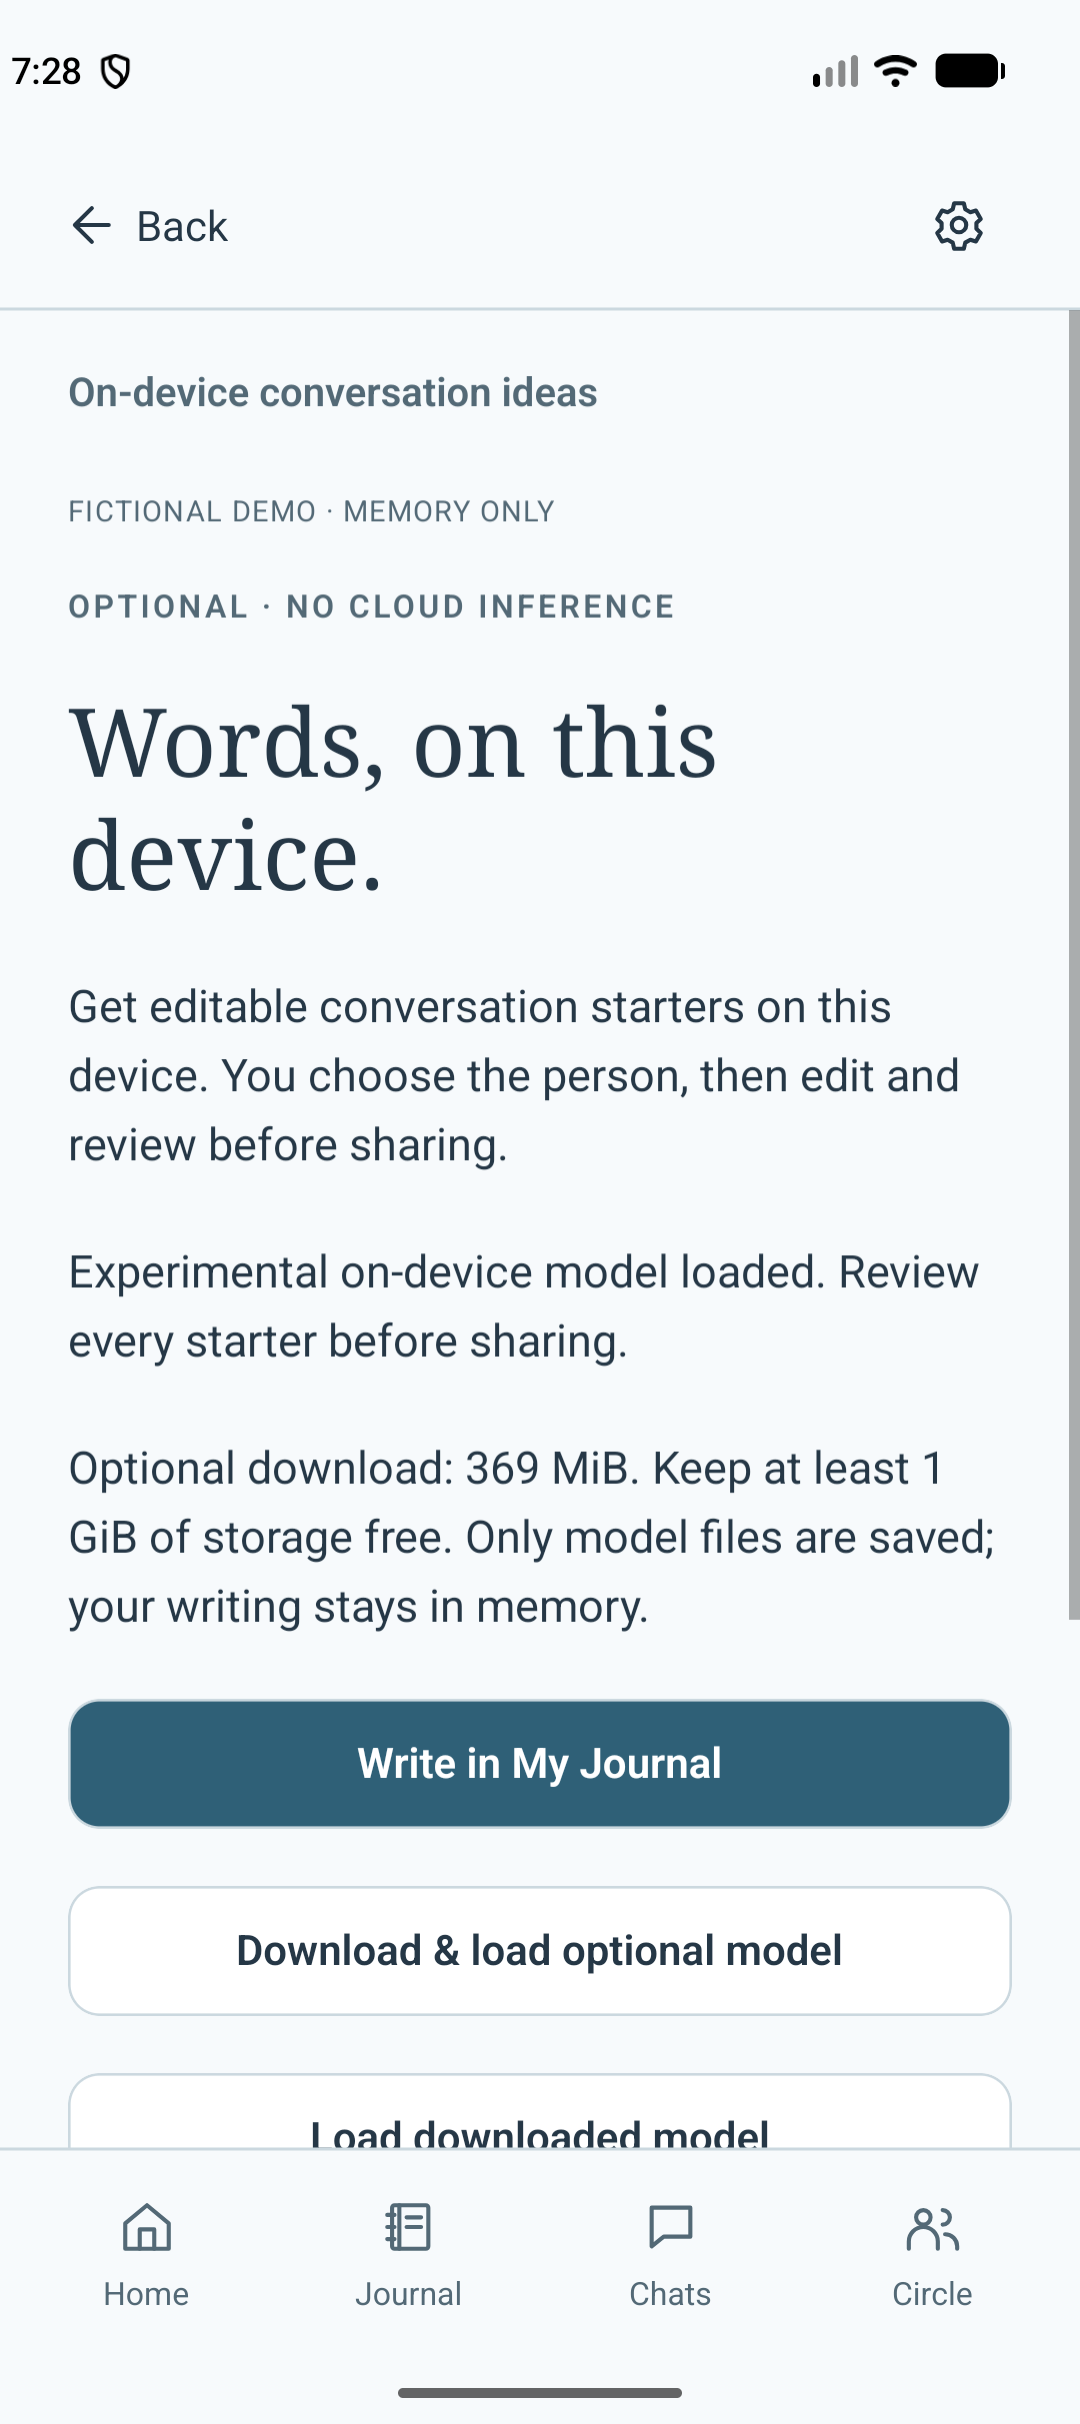 7:28
Back
On-device conversation ideas
FICTIONAL DEMO · MEMORY ONLY
OPTIONAL · NO CLOUD INFERENCE
Words, on this
device.
Get editable conversation starters on this
device. You choose the person, then edit and
review before sharing.
Experimental on-device model loaded. Review
every starter before sharing.
Optional download: 369 MiB. Keep at least 1
GiB of storage free. Only model files are saved;
your writing stays in memory.
Write in My Journal
Download & load optional model
Load downloaded model
Home
Journal
Chats
Circle